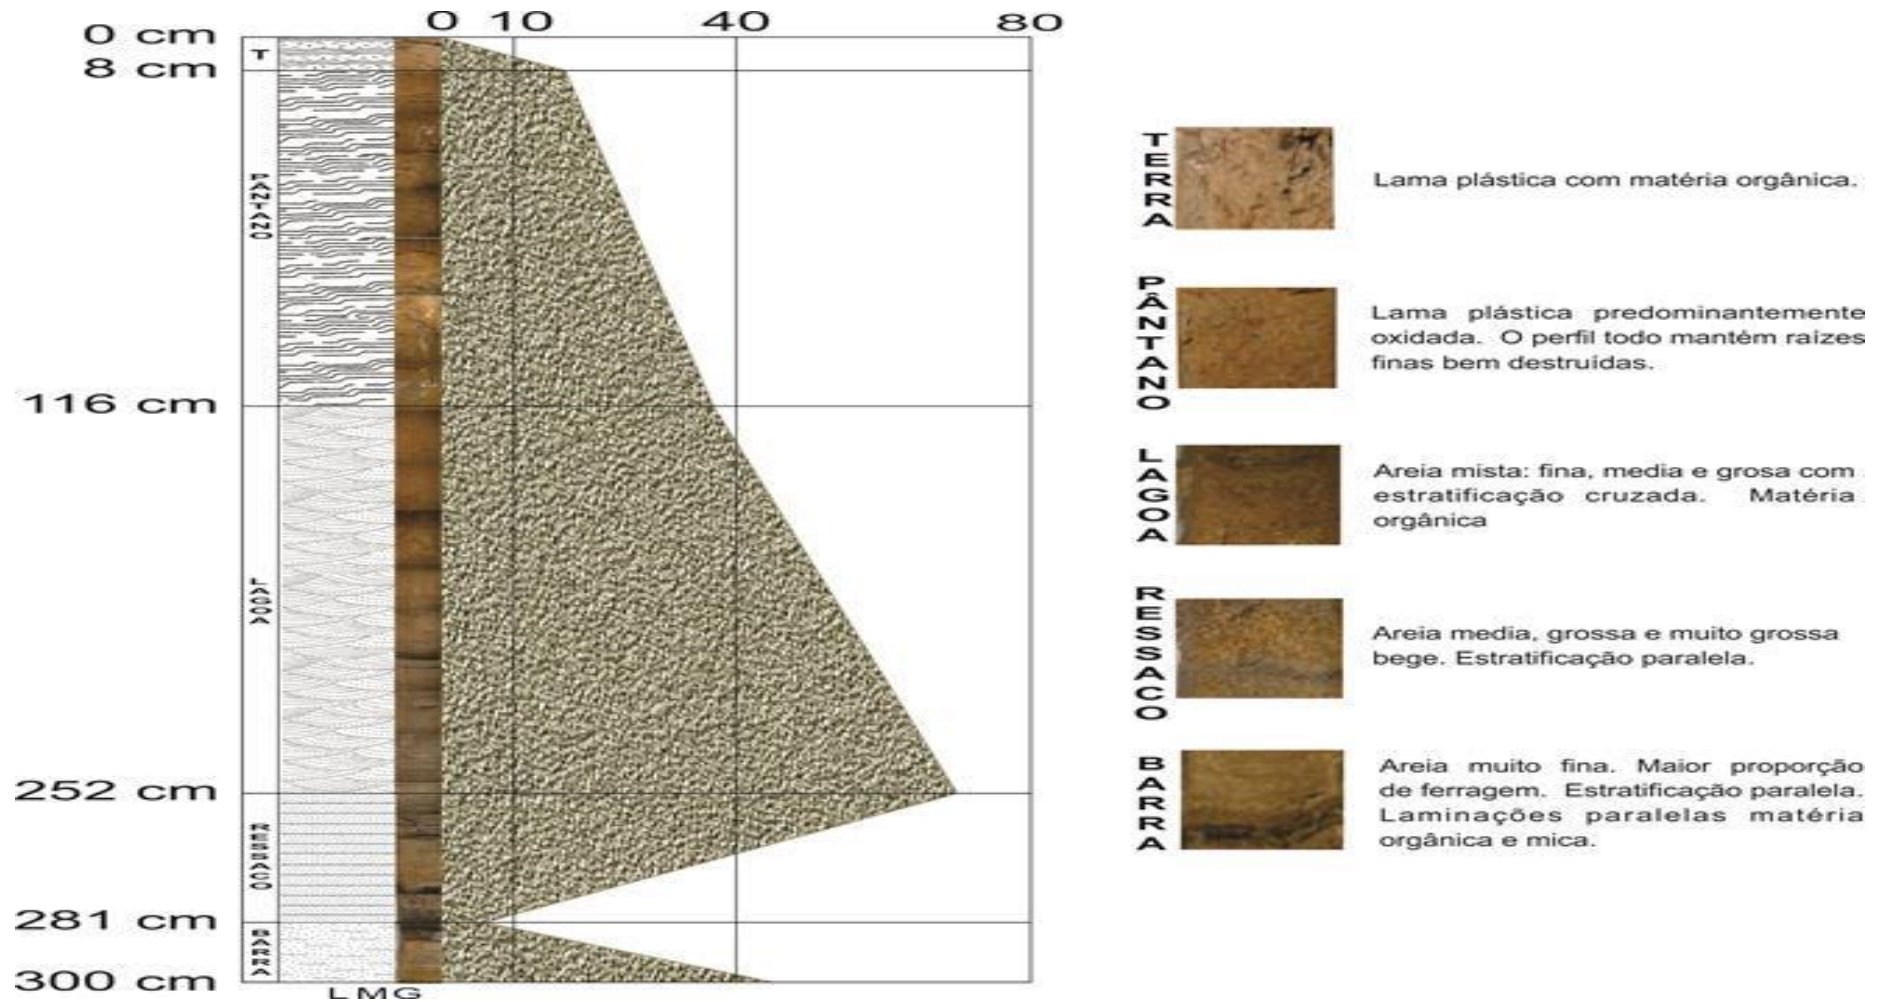 0 10 40 80
0 cm
8 cm
116 cm
252 cm
281 cm
300 cm
T
PÂNTANO
LAGOA
RESSACO
BARRA
LMG
TERRA
Lama plástica com matéria orgânica.
PÂNTANO
Lama plástica predominantemente
oxidada. O perfil todo mantém raízes
finas bem destruídas.
LAGOA
Areia mista: fina, media e grosa com
estratificação cruzada. Matéria
orgânica
RESSACO
Areia media, grossa e muito grossa
bege. Estratificação paralela.
BARRA
Areia muito fina. Maior proporção
de ferragem. Estratificação paralela.
Laminações paralelas matéria
orgânica e mica.